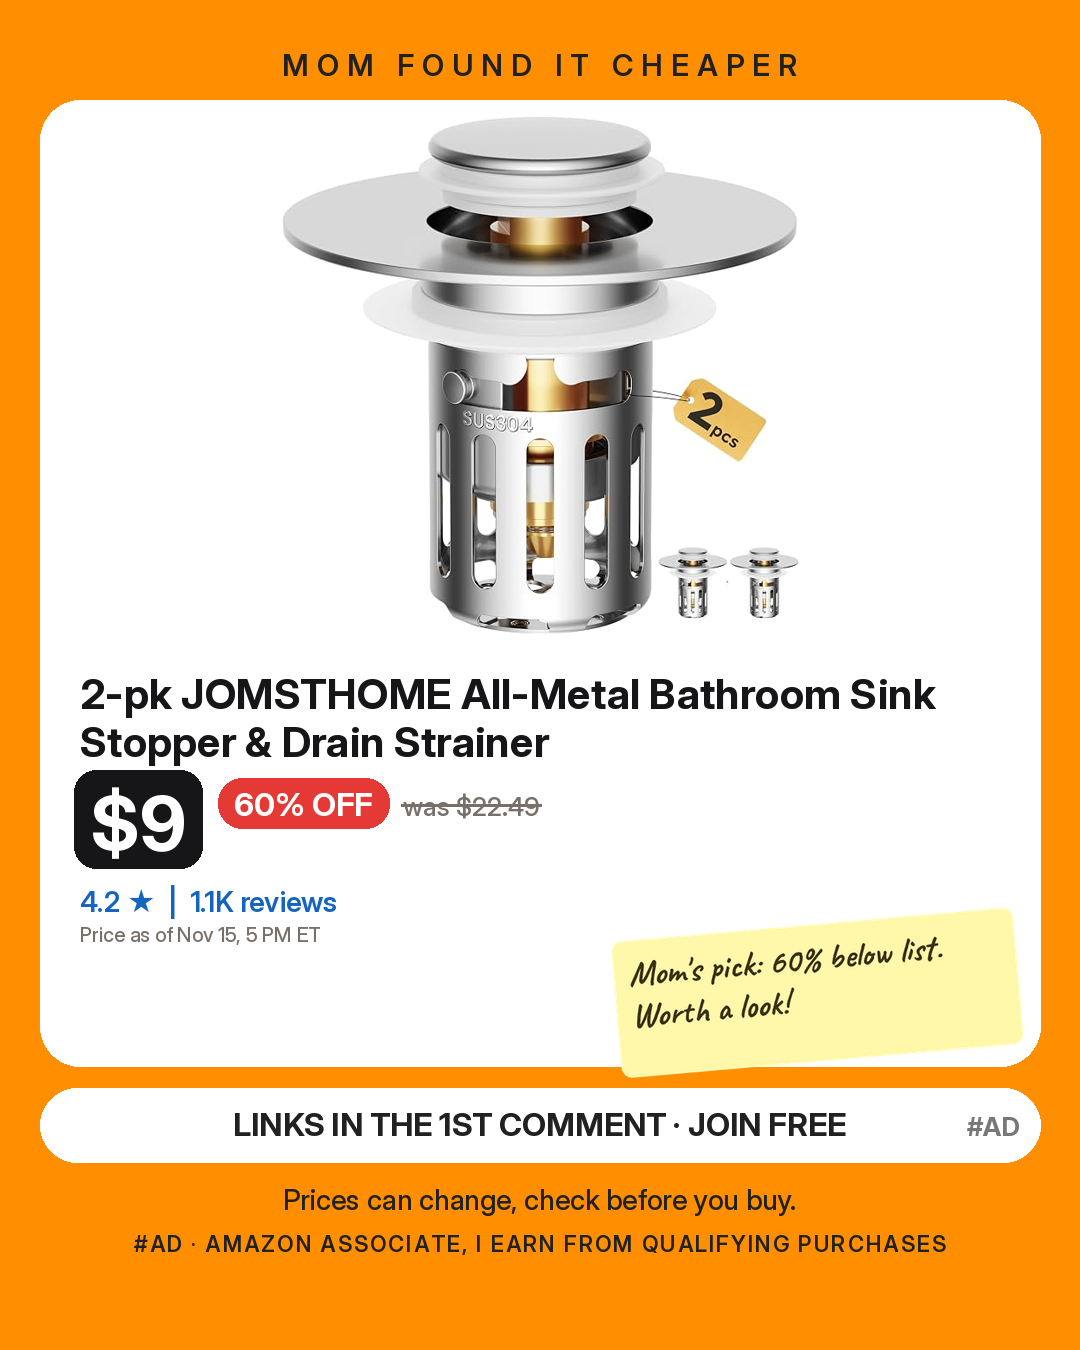 MOM FOUND IT CHEAPER
SUS304
2
pcs
2-pk JOMSTHOME All-Metal Bathroom Sink
Stopper & Drain Strainer
$9
60% OFF
was $22.49
4.2 ★ | 1.1K reviews
Price as of Nov 15, 5 PM ET
Mom's pick: 60% below list.
Worth a look!
LINKS IN THE 1ST COMMENT · JOIN FREE
#AD
Prices can change, check before you buy.
#AD · AMAZON ASSOCIATE, I EARN FROM QUALIFYING PURCHASES